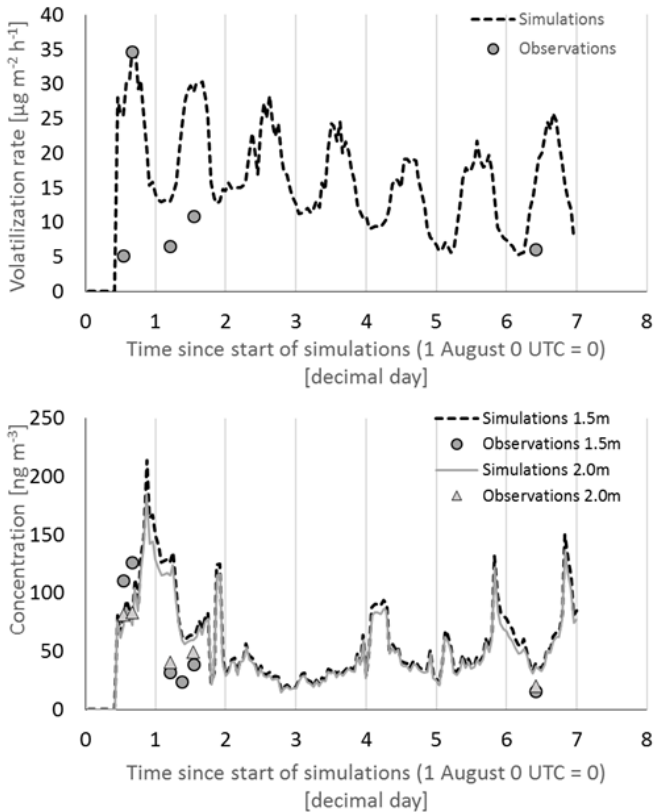 Volatilization rate [µg m⁻² h⁻¹]
40
35
30
25
20
15
10
5
0
Simulations
Observations
0 1 2 3 4 5 6 7 8
Time since start of simulations (1 August 0 UTC = 0)
[decimal day]
Concentration [ng m⁻³]
250
200
150
100
50
0
Simulations 1.5m
Observations 1.5m
Simulations 2.0m
Observations 2.0m
0 1 2 3 4 5 6 7 8
Time since start of simulations (1 August 0 UTC = 0)
[decimal day]